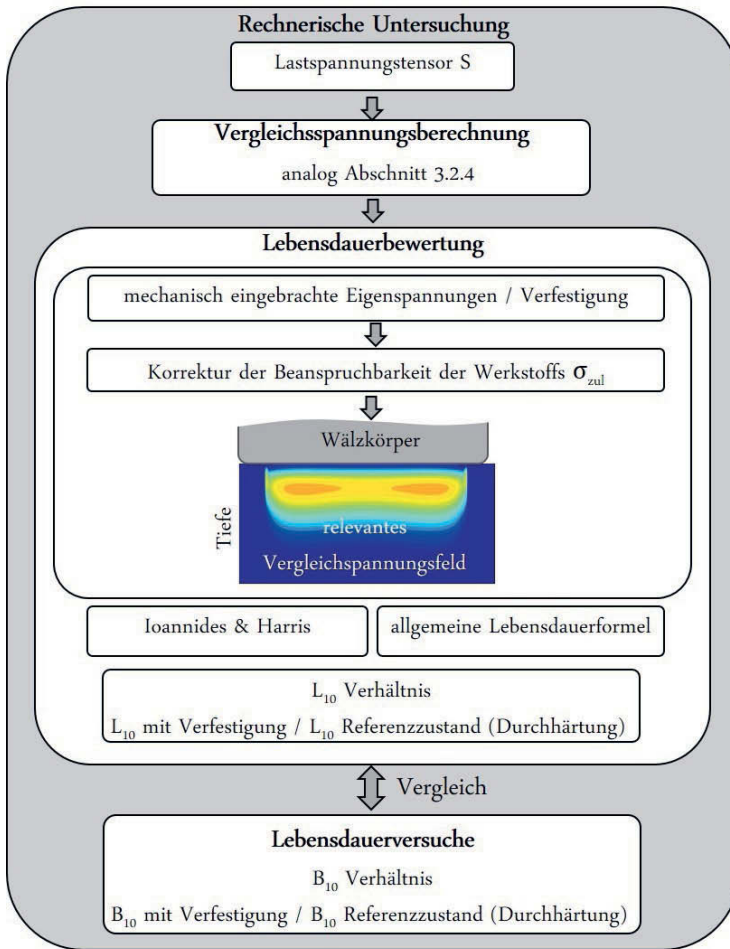 Rechnerische Untersuchung
Lastspannungstensor S
Vergleichsspannungsberechnung
analog Abschnitt 3.2.4
Lebensdauerbewertung
mechanisch eingebrachte Eigenspannungen / Verfestigung
Korrektur der Beanspruchbarkeit der Werkstoffs σzul
Wälzkörper
Tiefe
relevantes
Vergleichspannungsfeld
Ioannides & Harris
allgemeine Lebensdauerformel
L10 Verhältnis
L10 mit Verfestigung / L10 Referenzzustand (Durchhärtung)
Vergleich
Lebensdauerversuche
B10 Verhältnis
B10 mit Verfestigung / B10 Referenzzustand (Durchhärtung)